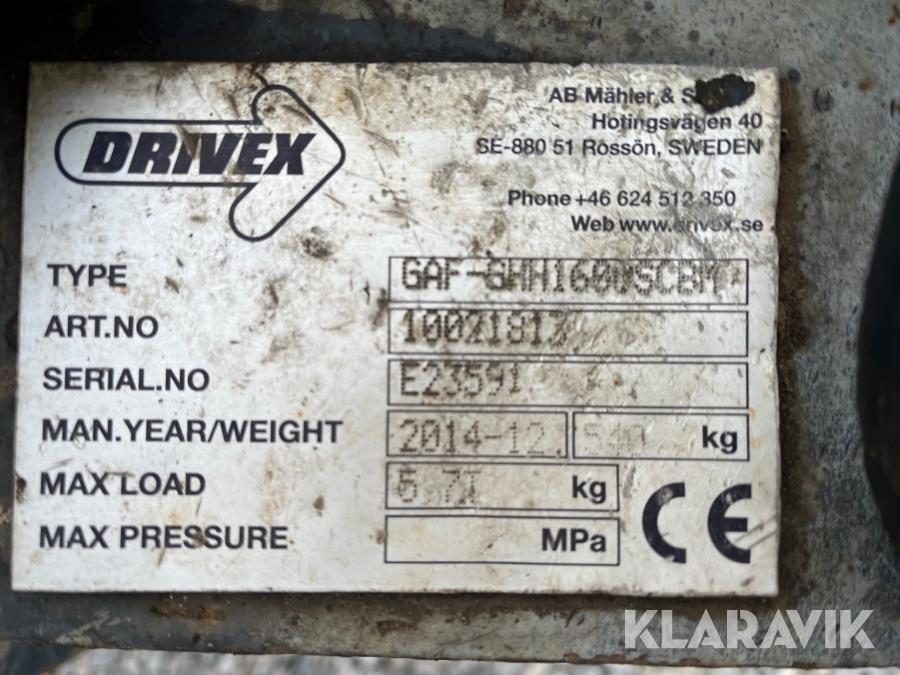 DRIVEX
AB Mähler &
Hotingsvägen 40
SE-880 51 Rossön, SWEDEN
Phone +46 624 512 350
Web www.drivex.se
TYPE
ART.NO 10021813
SERIAL.NO E23591
MAN.YEAR/WEIGHT 2014-12 kg
MAX LOAD kg
MAX PRESSURE MPa
CE
KLARAVIK